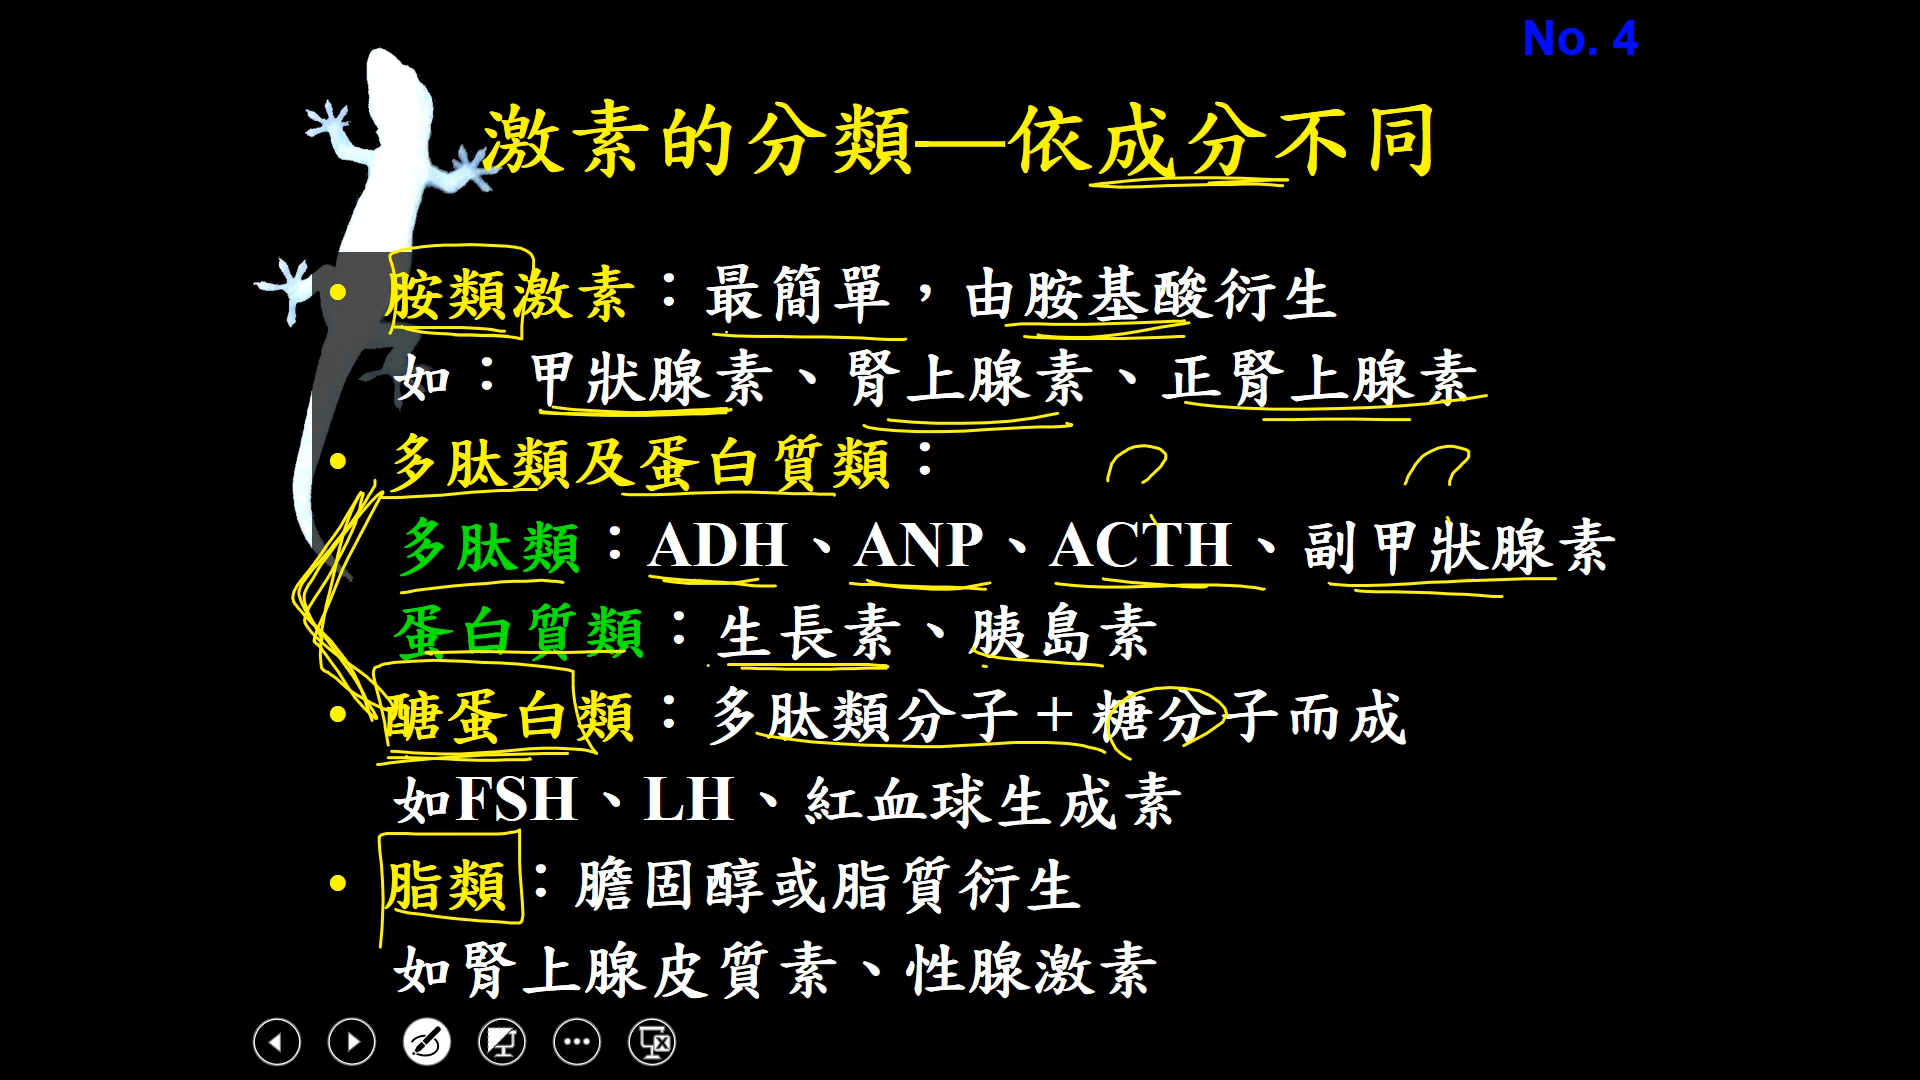 No. 4
激素的分類—依成分不同
• 胺類激素：最簡單，由胺基酸衍生
如：甲狀腺素、腎上腺素、正腎上腺素
• 多肽類及蛋白質類：
多肽類：ADH、ANP、ACTH、副甲狀腺素
蛋白質類：生長素、胰島素
• 醣蛋白類：多肽類分子＋糖分子而成
如FSH、LH、紅血球生成素
• 脂類：膽固醇或脂質衍生
如腎上腺皮質素、性腺激素